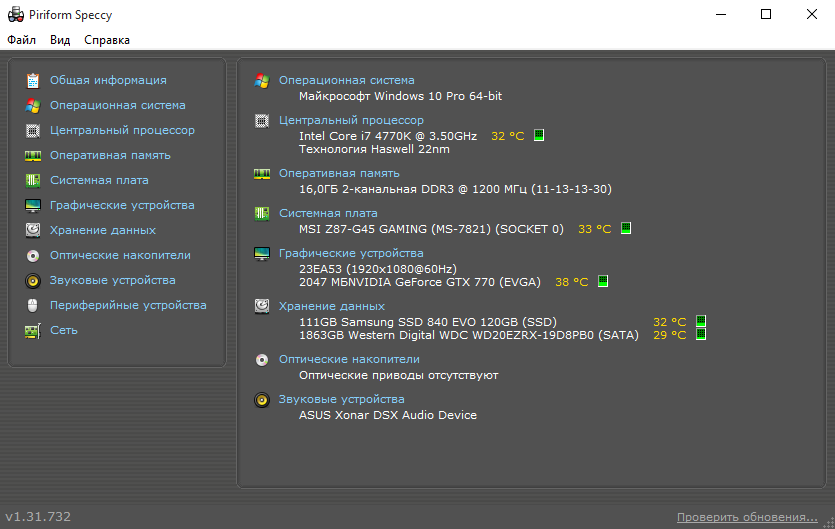 Piriform Speccy
Файл Вид Справка
Общая информация
Операционная система
Центральный процессор
Оперативная память
Системная плата
Графические устройства
Хранение данных
Оптические накопители
Звуковые устройства
Периферийные устройства
Сеть
Операционная система
Майкрософт Windows 10 Pro 64-bit
Центральный процессор
Intel Core i7 4770K @ 3.50GHz 32 °C
Технология Haswell 22nm
Оперативная память
16,0ГБ 2-канальная DDR3 @ 1200 МГц (11-13-13-30)
Системная плата
MSI Z87-G45 GAMING (MS-7821) (SOCKET 0) 33 °C
Графические устройства
23EA53 (1920x1080@60Hz)
2047 МБNVIDIA GeForce GTX 770 (EVGA) 38 °C
Хранение данных
111GB Samsung SSD 840 EVO 120GB (SSD) 32 °C
1863GB Western Digital WDC WD20EZRX-19D8PB0 (SATA) 29 °C
Оптические накопители
Оптические приводы отсутствуют
Звуковые устройства
ASUS Xonar DSX Audio Device
v1.31.732 Проверить обновения...